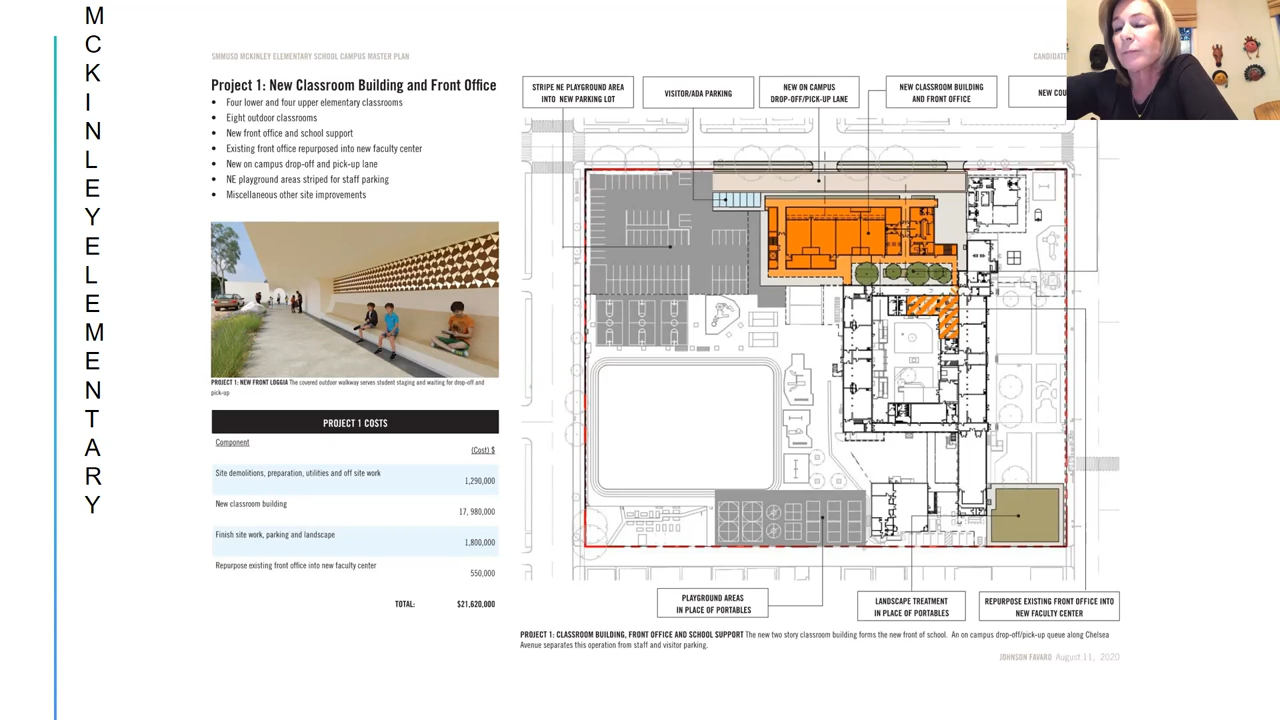 MCKINLEY ELEMENTARY
SMMUSD MCKINLEY ELEMENTARY SCHOOL CAMPUS MASTER PLAN
CANDIDATE
Project 1: New Classroom Building and Front Office
• Four lower and four upper elementary classrooms
• Eight outdoor classrooms
• New front office and school support
• Existing front office repurposed into new faculty center
• New on campus drop-off and pick-up lane
• NE playground areas striped for staff parking
• Miscellaneous other site improvements
PROJECT 1: NEW FRONT LOGGIA The covered outdoor walkway serves student staging and waiting for drop-off and
pick-up
PROJECT 1 COSTS
Component
(Cost) $
Site demolitions, preparation, utilities and off site work
1,290,000
New classroom building
17, 980,000
Finish site work, parking and landscape
1,800,000
Repurpose existing front office into new faculty center
550,000
TOTAL: $21,620,000
STRIPE NE PLAYGROUND AREA
INTO NEW PARKING LOT
VISITOR/ADA PARKING
NEW ON CAMPUS
DROP-OFF/PICK-UP LANE
NEW CLASSROOM BUILDING
AND FRONT OFFICE
NEW COU
PLAYGROUND AREAS
IN PLACE OF PORTABLES
LANDSCAPE TREATMENT
IN PLACE OF PORTABLES
REPURPOSE EXISTING FRONT OFFICE INTO
NEW FACULTY CENTER
PROJECT 1: CLASSROOM BUILDING, FRONT OFFICE AND SCHOOL SUPPORT The new two story classroom building forms the new front of school. An on campus drop-off/pick-up queue along Chelsea
Avenue separates this operation from staff and visitor parking.
JOHNSON FAVARO August 11, 2020